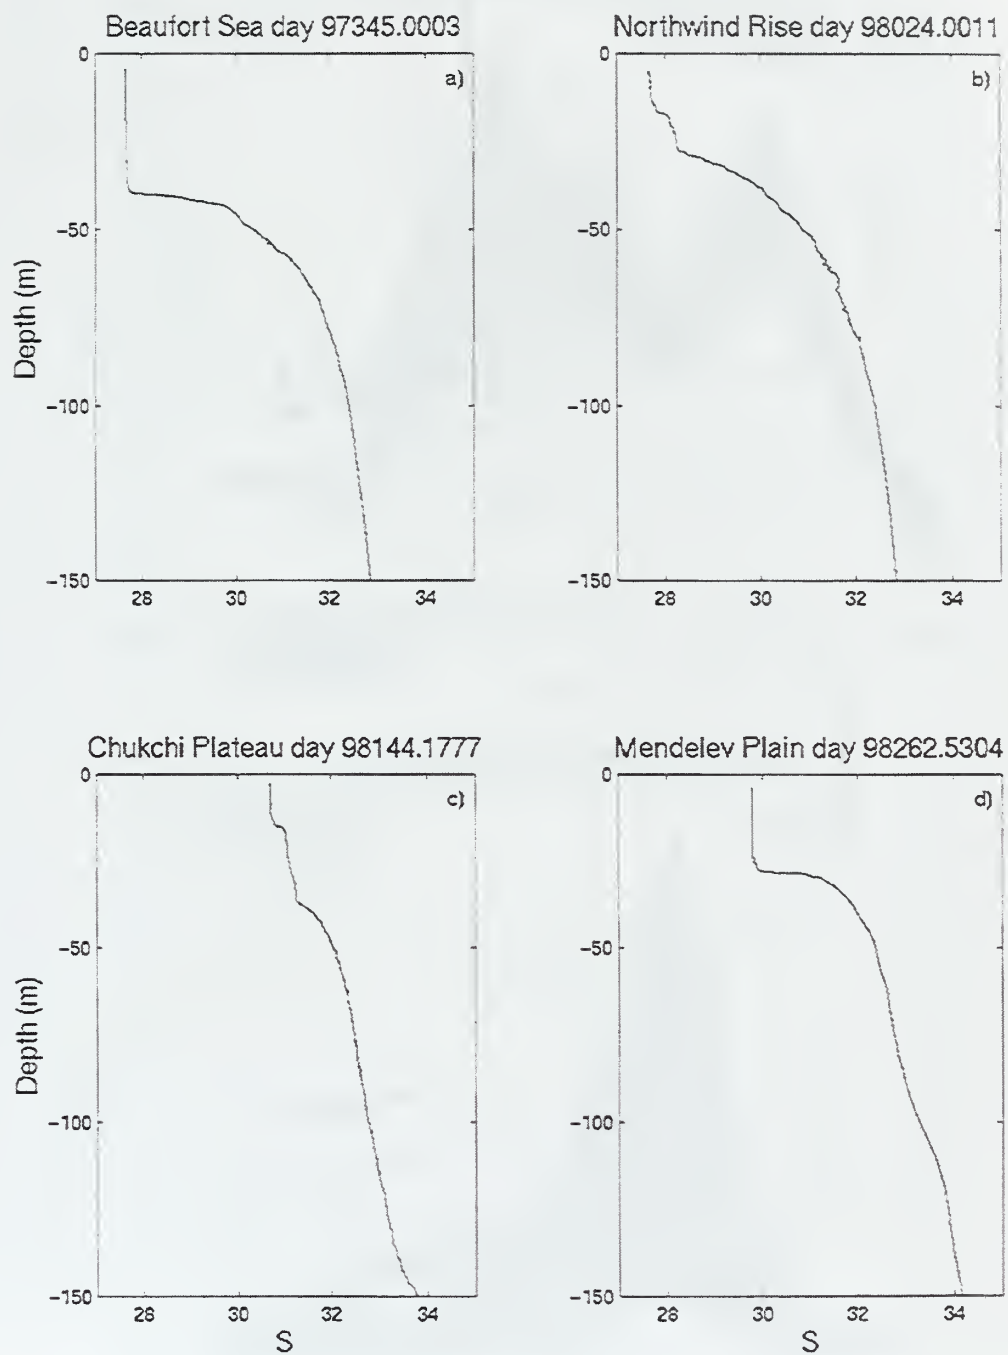 Beaufort Sea day 97345.0003
Northwind Rise day 98024.0011
0
a)
−50
−100
−150
28 30 32 34
Depth (m)
0
b)
−50
−100
−150
28 30 32 34
Chukchi Plateau day 98144.1777
Mendelev Plain day 98262.5304
0
c)
−50
−100
−150
28 30 32 34
Depth (m)
S
0
d)
−50
−100
−150
28 30 32 34
S